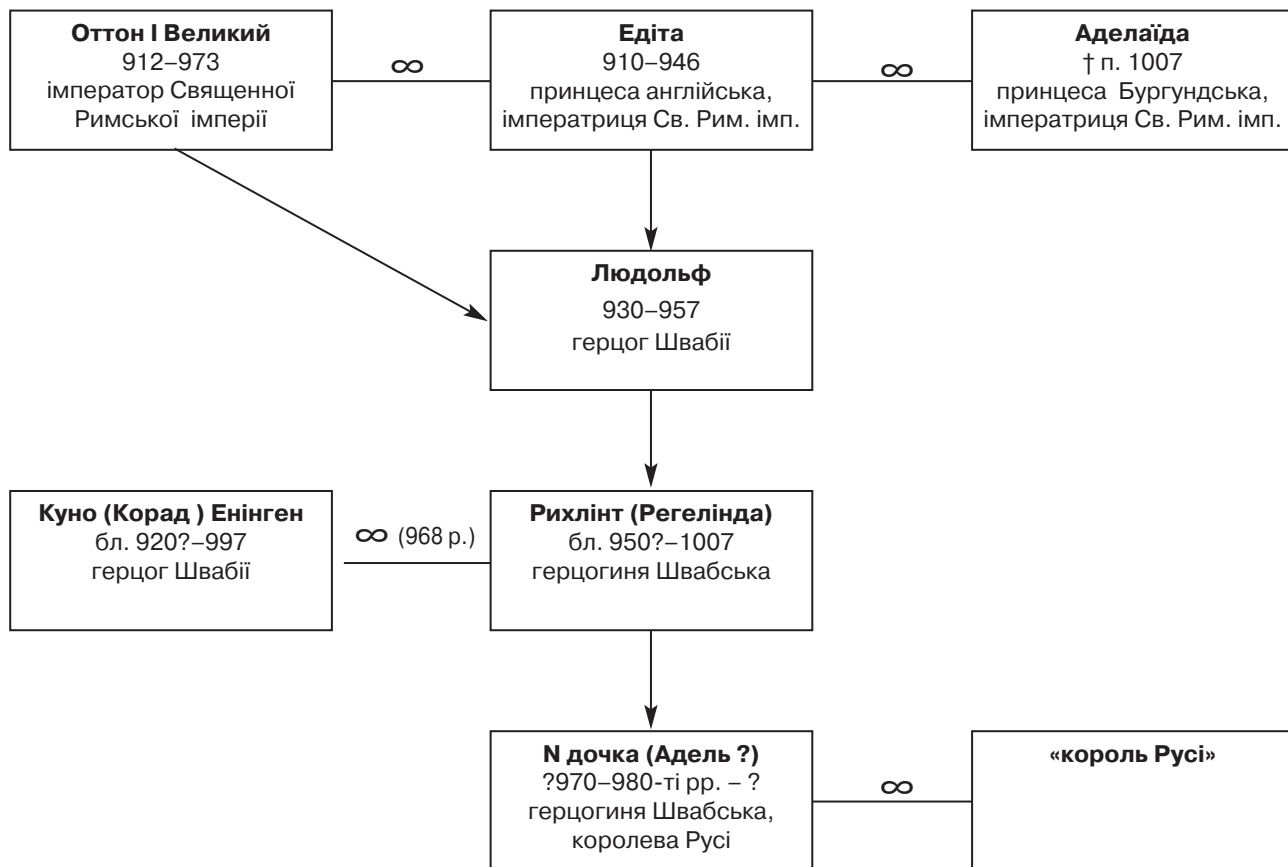 Оттон І Великий
912–973
імператор Священної
Римської імперії
∞
Едіта
910–946
принцеса англійська,
імператриця Св. Рим. імп.
∞
Аделаїда
† п. 1007
принцеса Бургундська,
імператриця Св. Рим. імп.
Людольф
930–957
герцог Швабії
Куно (Корад ) Енінген
бл. 920?–997
герцог Швабії
∞ (968 р.)
Рихлінт (Регелінда)
бл. 950?–1007
герцогиня Швабська
N дочка (Адель ?)
?970–980-ті рр. – ?
герцогиня Швабська,
королева Русі
∞
«король Русі»